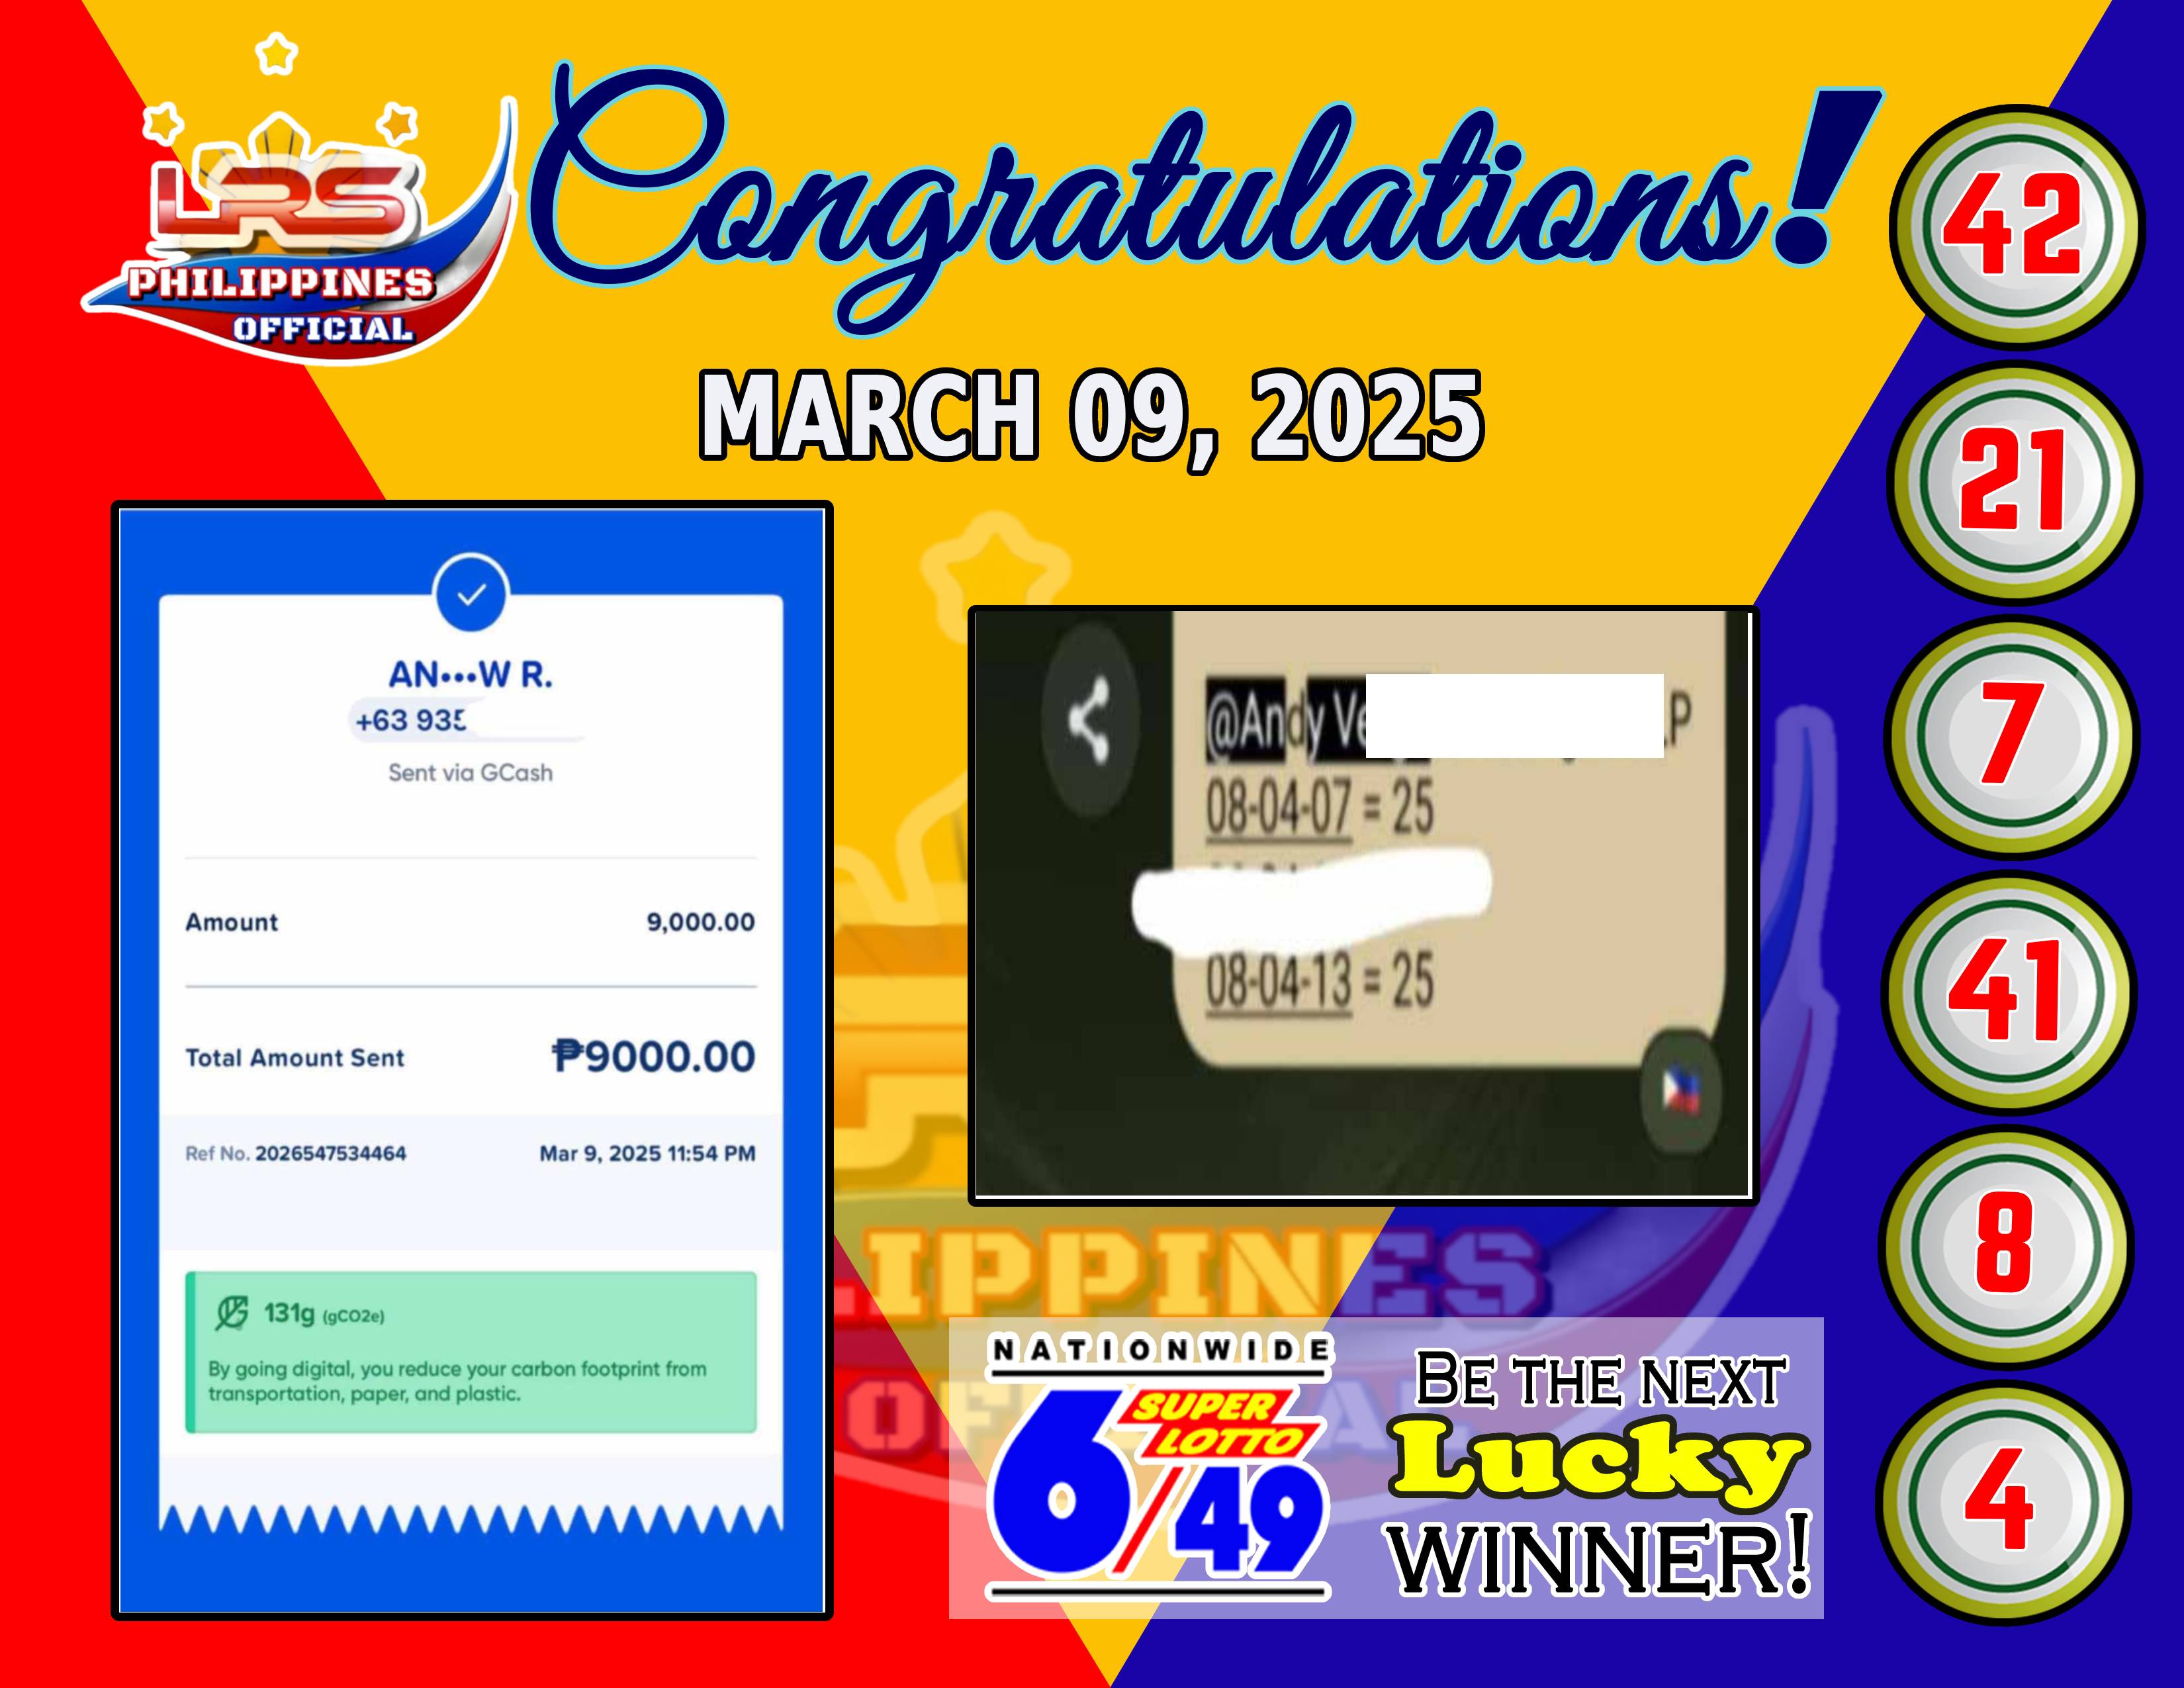 LRS
PHILIPPINES
OFFICIAL
Congratulations!
MARCH 09, 2025
AN•••W R.
+63 935
Sent via GCash
Amount 9,000.00
Total Amount Sent ₱9000.00
Ref No. 2026547534464 Mar 9, 2025 11:54 PM
131g (gCO2e)
By going digital, you reduce your carbon footprint from
transportation, paper, and plastic.
@Andy Ve P
08-04-07 = 25
08-04-13 = 25
42
21
7
41
8
4
IPPINES
NATIONWIDE
6/49
SUPER
LOTTO
BE THE NEXT
Lucky
WINNER!